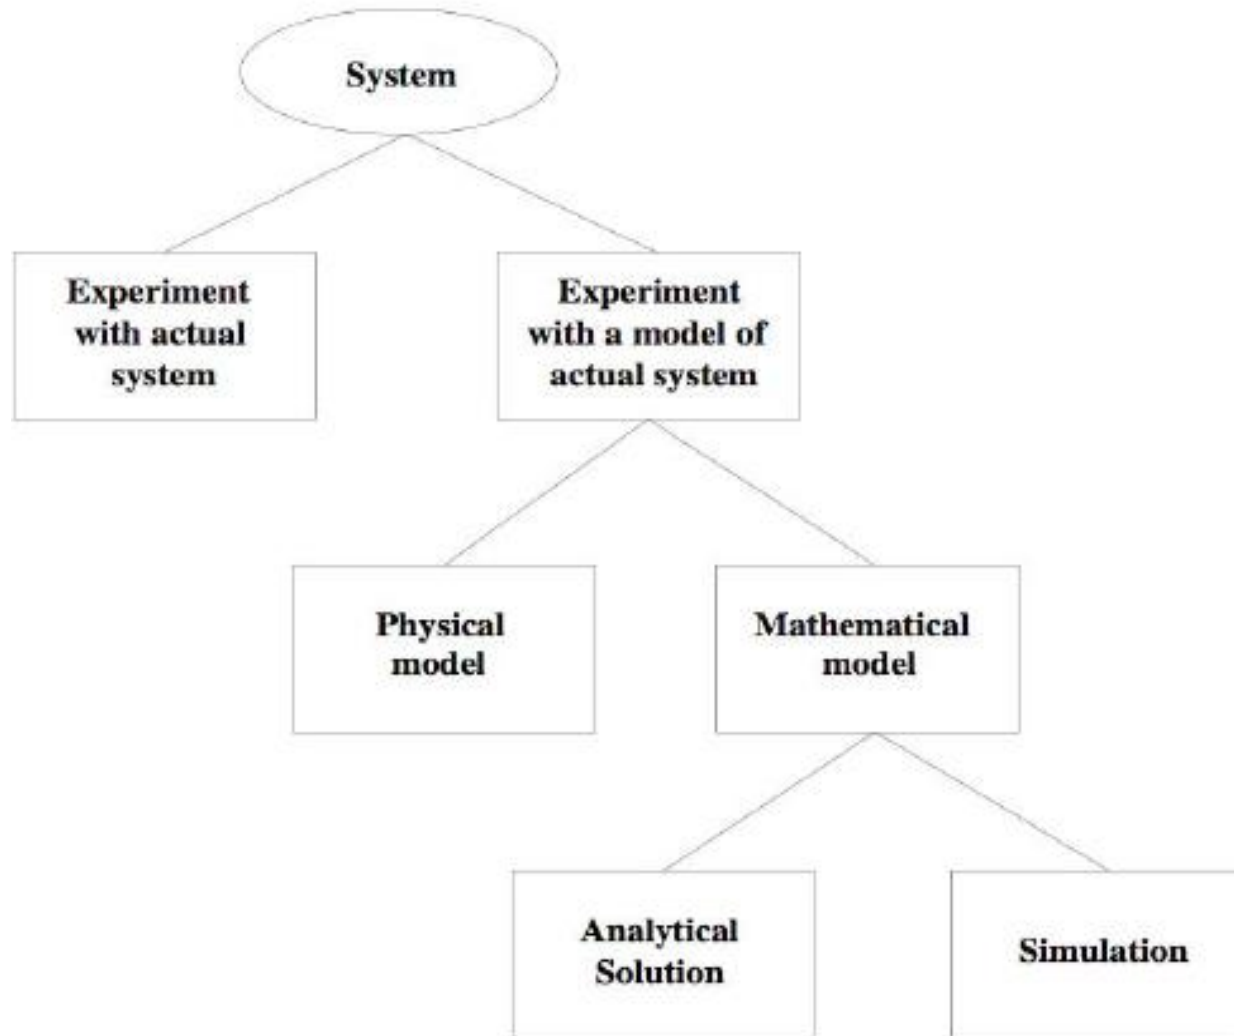 System
Experiment
with actual
system
Experiment
with a model of
actual system
Physical
model
Mathematical
model
Analytical
Solution
Simulation